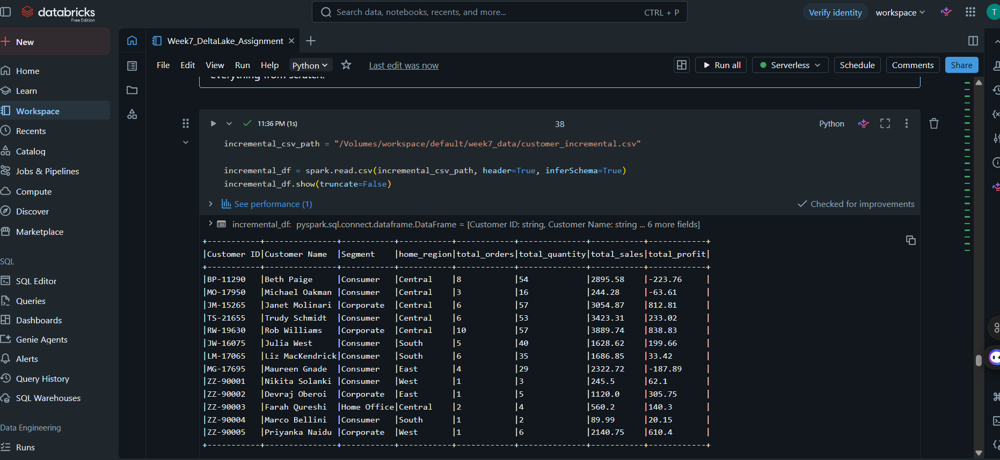 databricks
Free Edition
Search data, notebooks, recents, and more...
CTRL + P
Verify identity
workspace
T
New
Home
Learn
Workspace
Recents
Catalog
Jobs & Pipelines
Compute
Discover
Marketplace
SQL
SQL Editor
Queries
Dashboards
Genie Agents
Alerts
Query History
SQL Warehouses
Data Engineering
Runs
Week7_DeltaLake_Assignment
File Edit View Run Help Python Last edit was now
Run all
Serverless
Schedule
Comments
Share
everything from scratch.
11:36 PM (1s)
38
Python
incremental_csv_path = "/Volumes/workspace/default/week7_data/customer_incremental.csv"
incremental_df = spark.read.csv(incremental_csv_path, header=True, inferSchema=True)
incremental_df.show(truncate=False)
See performance (1)
Checked for improvements
incremental_df: pyspark.sql.connect.dataframe.DataFrame = [Customer ID: string, Customer Name: string ... 6 more fields]
+-----------+---------------+-----------+-----------+------------+--------------+-----------+------------+
|Customer ID|Customer Name  |Segment    |home_region|total_orders|total_quantity|total_sales|total_profit|
+-----------+---------------+-----------+-----------+------------+--------------+-----------+------------+
|BP-11290   |Beth Paige     |Consumer   |Central    |8           |54            |2895.58    |-223.76     |
|MO-17950   |Michael Oakman |Consumer   |Central    |3           |16            |244.28     |-63.61      |
|JM-15265   |Janet Molinari |Corporate  |Central    |6           |57            |3054.87    |812.81      |
|TS-21655   |Trudy Schmidt  |Consumer   |Central    |6           |53            |3423.31    |233.02      |
|RW-19630   |Rob Williams   |Corporate  |Central    |10          |57            |3889.74    |838.83      |
|JW-16075   |Julia West     |Consumer   |South      |5           |40            |1628.62    |199.66      |
|LM-17065   |Liz MacKendrick|Consumer   |South      |6           |35            |1686.85    |33.42       |
|MG-17695   |Maureen Gnade  |Consumer   |East       |4           |29            |2322.72    |-187.89     |
|ZZ-90001   |Nikita Solanki |Consumer   |West       |1           |3             |245.5      |62.1        |
|ZZ-90002   |Devraj Oberoi  |Corporate  |East       |1           |5             |1120.0     |305.75      |
|ZZ-90003   |Farah Qureshi  |Home Office|Central    |2           |4             |560.2      |140.3       |
|ZZ-90004   |Marco Bellini  |Consumer   |South      |1           |2             |89.99      |20.15       |
|ZZ-90005   |Priyanka Naidu |Corporate  |West       |1           |6             |2140.75    |610.4       |
+-----------+---------------+-----------+-----------+------------+--------------+-----------+------------+